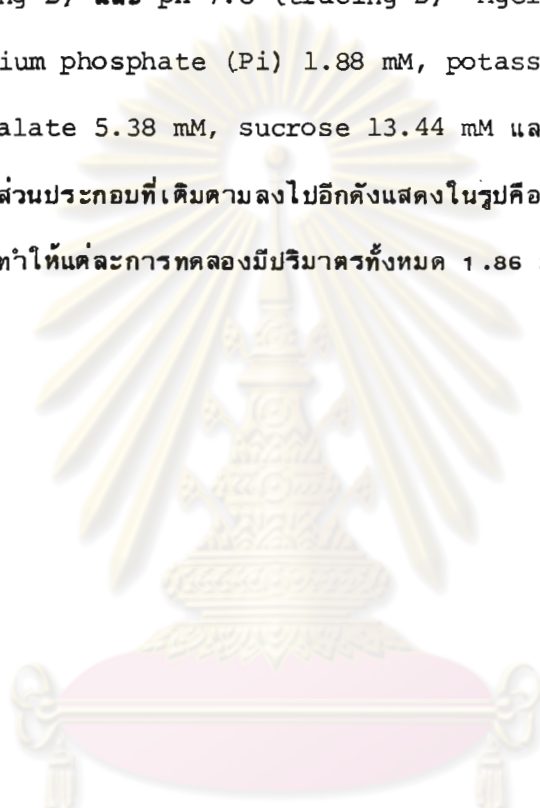 ium phosphate (Pi) 1.88 mM, potass
alate 5.38 mM, sucrose 13.44 mM และ
ส่วนประกอบที่เติมตามลงไปอีกดังแสดงในรูปคือ
ทำให้แต่ละการทดลองมีปริมาตรทั้งหมด 1.86